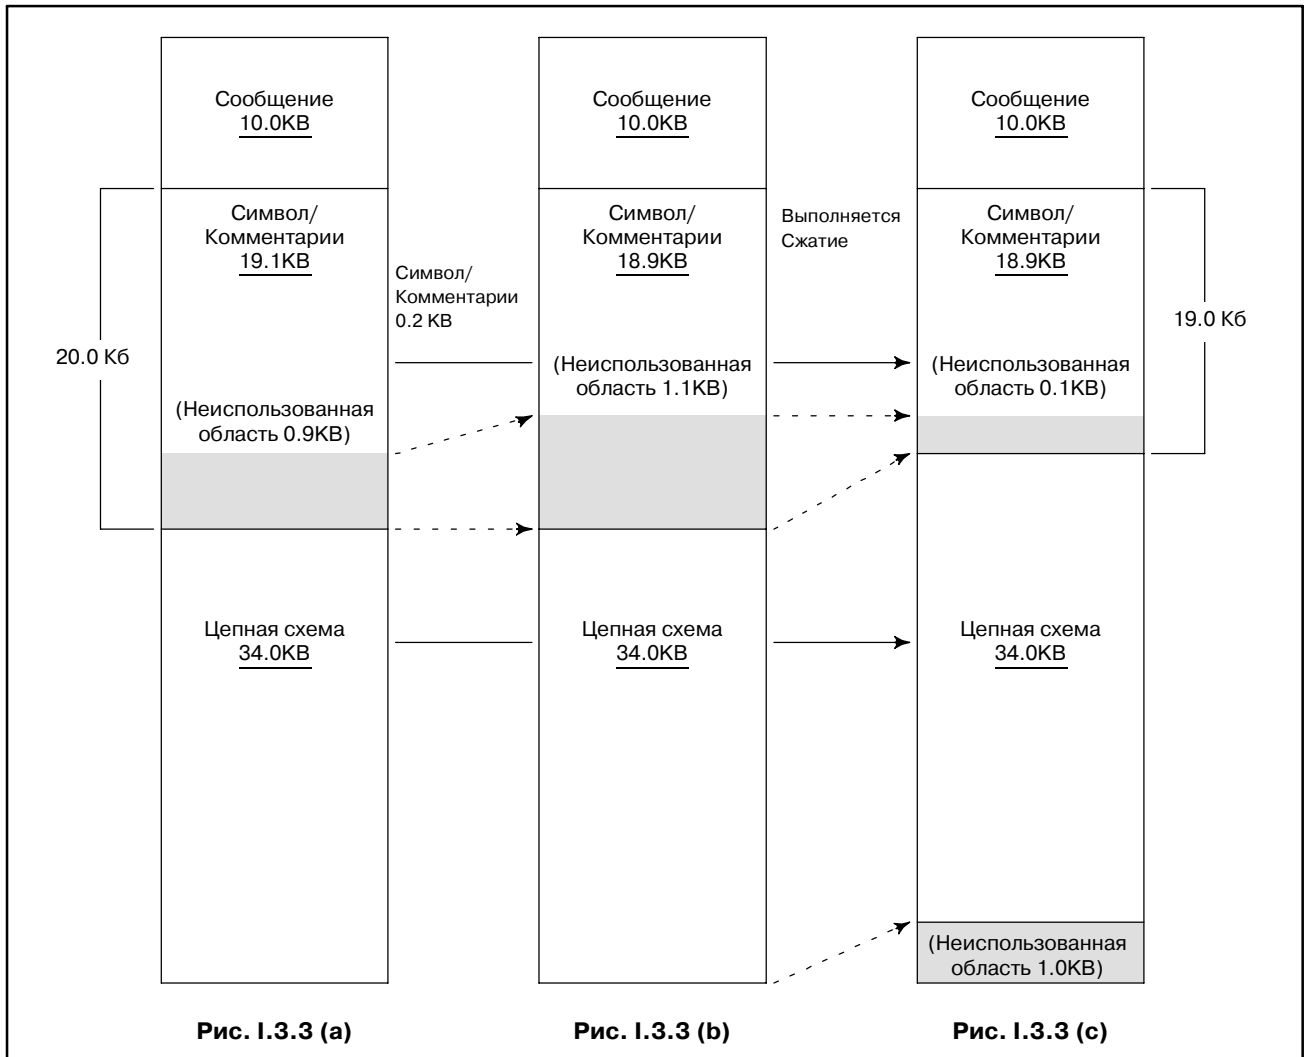 Сообщение
10.0KB
Сообщение
10.0KB
Сообщение
10.0KB
Символ/
Комментарии
19.1KB
Символ/
Комментарии
0.2 KB
Символ/
Комментарии
18.9KB
Выполняется
Сжатие
Символ/
Комментарии
18.9KB
20.0 Кб
19.0 Кб
(Неиспользованная
область 0.9KB)
(Неиспользованная
область 1.1KB)
(Неиспользованная
область 0.1KB)
Цепная схема
34.0KB
Цепная схема
34.0KB
Цепная схема
34.0KB
(Неиспользованная
область 1.0KB)
Рис. I.3.3 (a)
Рис. I.3.3 (b)
Рис. I.3.3 (c)